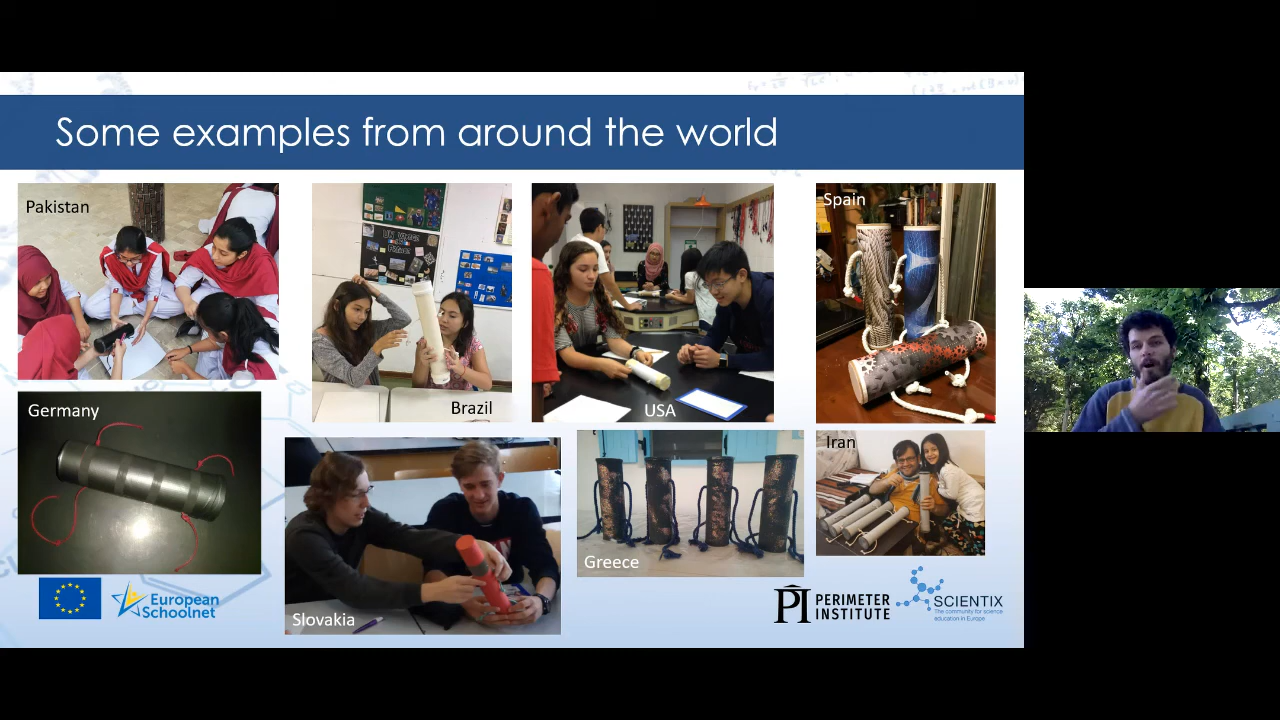 Some examples from around the world
Pakistan
Brazil
USA
Spain
Germany
Slovakia
Greece
Iran
European
Schoolnet
PI PERIMETER
INSTITUTE
SCIENTIX
The community for science
education in Europe